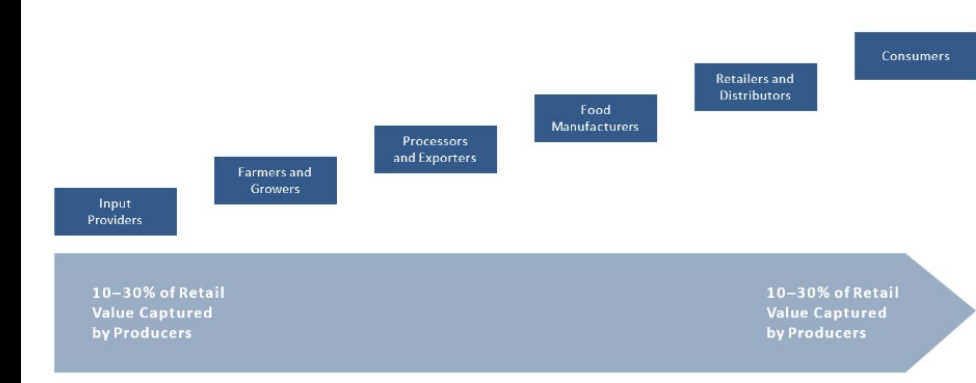 Consumers
Retailers and
Distributors
Food
Manufacturers
Processors
and Exporters
Farmers and
Growers
Input
Providers
10–30% of Retail
Value Captured
by Producers
10–30% of Retail
Value Captured
by Producers